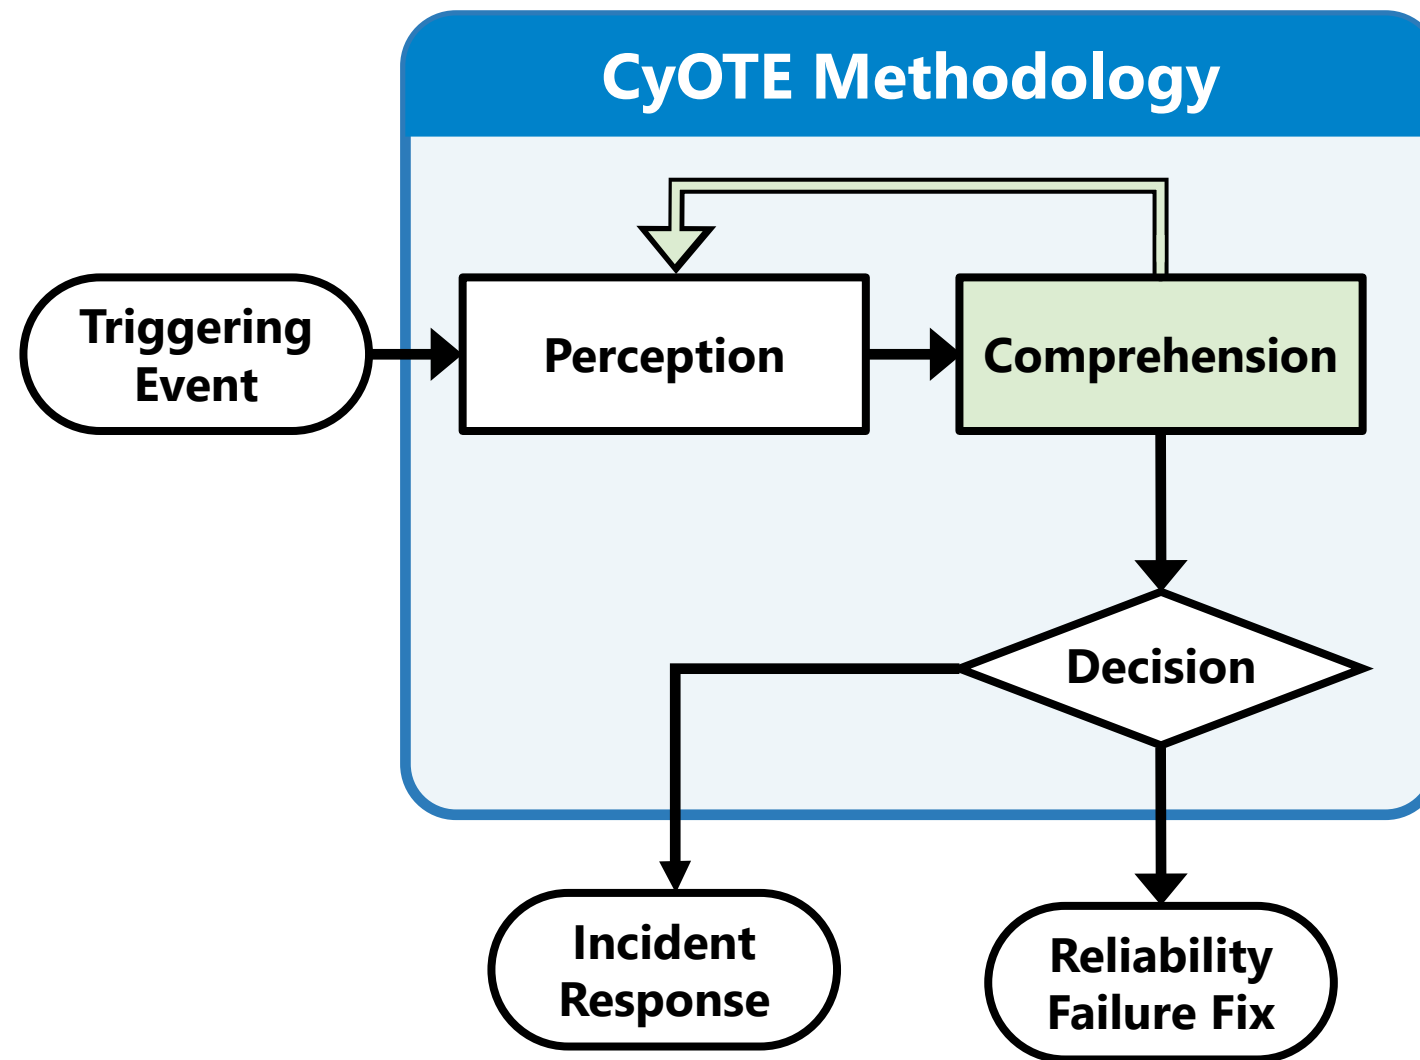 CyOTE Methodology
Triggering
Event
Perception
Comprehension
Decision
Incident
Response
Reliability
Failure Fix